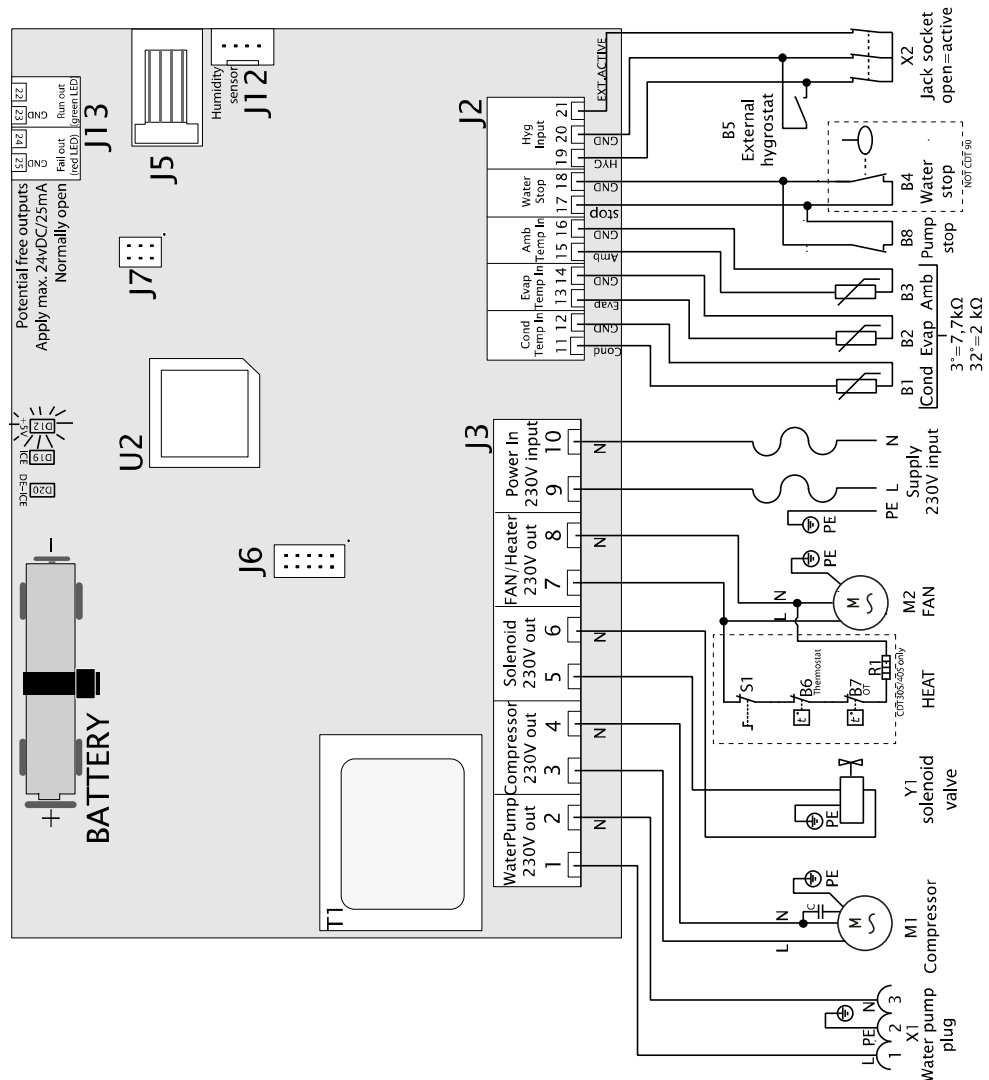 22
23 GND
24
25 GND
Run out
(green LED)
Fail out
(red LED)
J13
Potential free outputs
Apply max. 24vDC/25mA
Normally open
J5
Humidity
sensor
J12
J7
+5V
D12
ICE
D19
DE-ICE
D20
U2
J6
BATTERY
+
-
T1
J2
Hyg
Input
Water
Stop
Amb
Temp In
Evap
Temp In
Cond
Temp In
21
20
19
18
17
16
15
14
13
12
11
EXT.ACTIVE
GND
HYG
GND
stop
GND
Amb
GND
Evap
GND
Cond
J3
Power In
230V input
FAN/Heater
230V out
Solenoid
230V out
Compressor
230V out
WaterPump
230V out
10
9
8
7
6
5
4
3
2
1
N
N
N
N
N
X2
Jack socket
open=active
B5
External
hygrostat
B4
Water
stop
NOT CDT 90
B8
Pump
stop
B3
Amb
B2
Evap
B1
Cond
3°=7,7kΩ
32°=2 kΩ
N
L
PE
PE
Supply
230V input
PE
N
L
M
M2
FAN
S1
B6
Thermostat
t°
B7
OT
t°
R1
CDT30S/40S only
HEAT
PE
Y1
solenoid
valve
PE
N
L
C
M
M1
Compressor
N
PE
L
3
2
1
X1
Water pump
plug